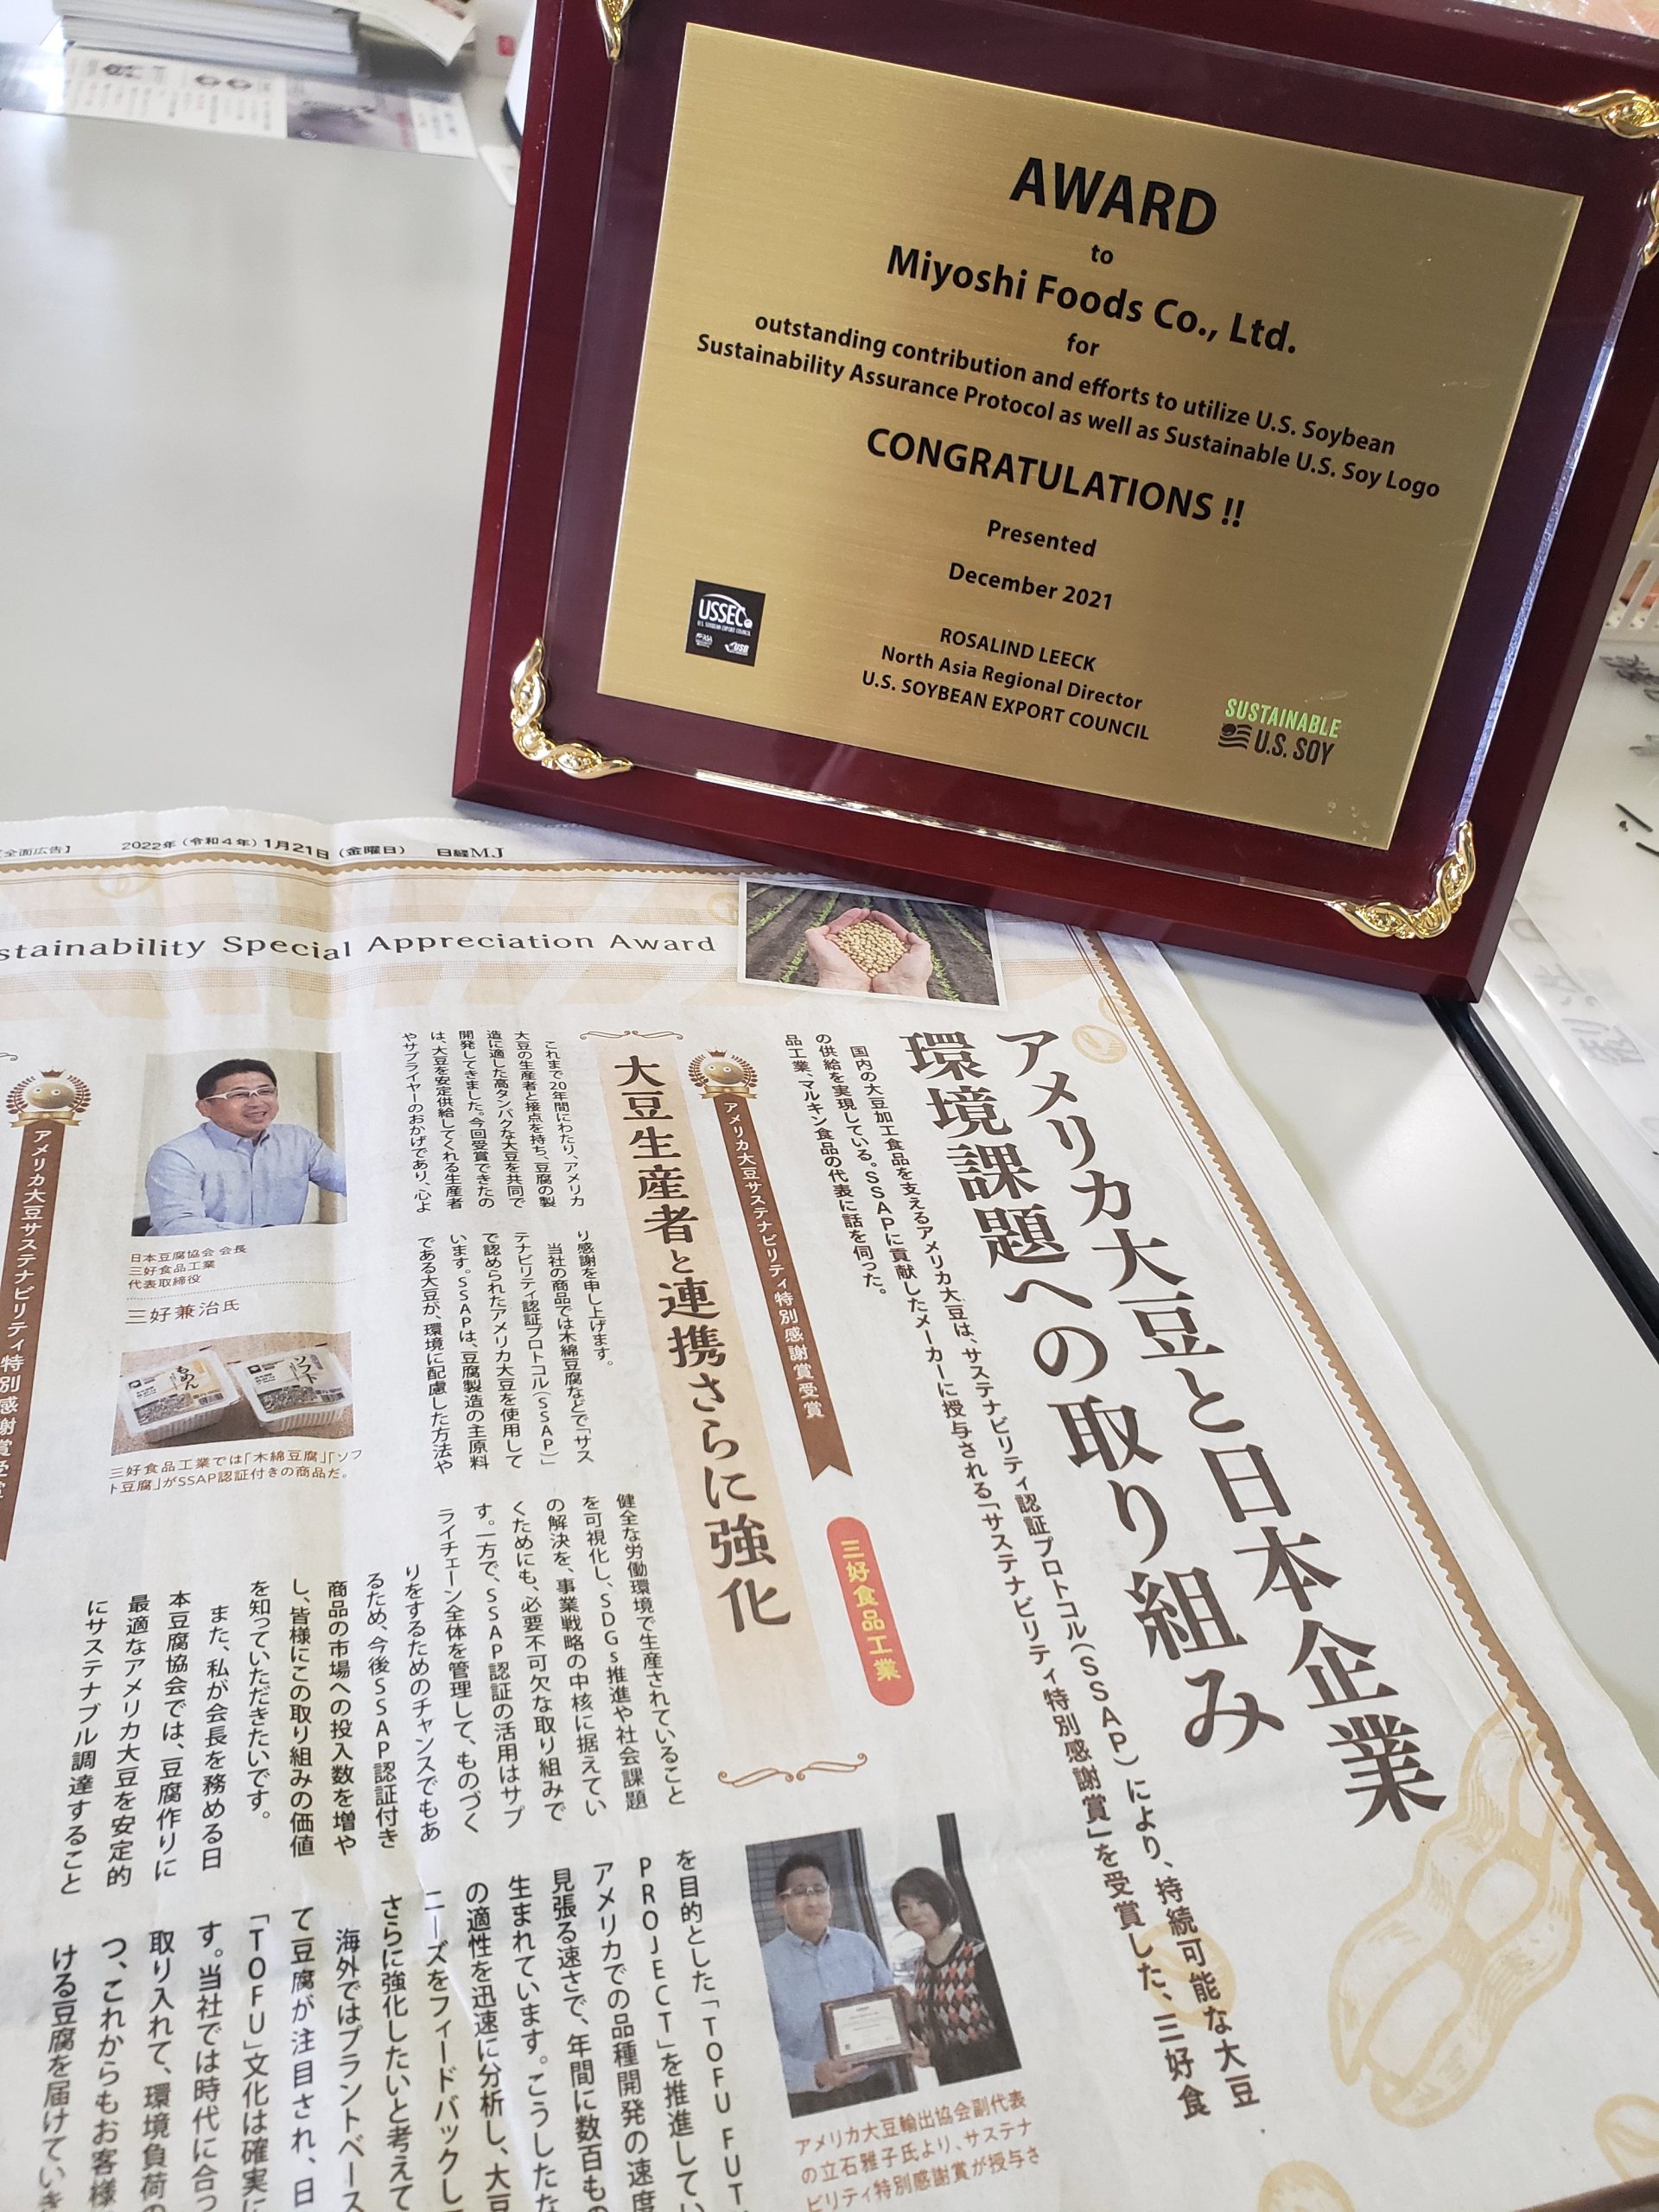 AWARD
to
Miyoshi Foods Co., Ltd.
for
outstanding contribution and efforts to utilize U.S. Soybean
Sustainability Assurance Protocol as well as Sustainable U.S. Soy Logo
CONGRATULATIONS !!
Presented
December 2021
ROSALIND LEECK
North Asia Regional Director
U.S. SOYBEAN EXPORT COUNCIL
USSEC
U.S. SOYBEAN EXPORT COUNCIL
ASA
USB
SUSTAINABLE
U.S. SOY
全面広告】
2022年(令和4年)1月21日(金曜日)
日経MJ
stainability Special Appreciation Award
アメリカ大豆と日本企業
環境課題への取り組み
国内の大豆加工食品を支えるアメリカ大豆は、サステナビリティ認証プロトコル(SSAP)により、持続可能な大豆
の供給を実現している。SSAPに貢献したメーカーに授与される「サステナビリティ特別感謝賞」を受賞した、三好食
品工業、マルキン食品の代表に話を伺った。
アメリカ大豆サステナビリティ特別感謝賞受賞
三好食品工業
大豆生産者と連携さらに強化
これまで20年間にわたり、アメリカ
大豆の生産者と接点を持ち、豆腐の製
造に適した高タンパクな大豆を共同で
開発してきました。今回受賞できたの
は、大豆を安定供給してくれる生産者
やサプライヤーのおかげであり、心よ
り感謝を申し上げます。
当社の商品では木綿豆腐などで「サス
テナビリティ認証プロトコル(SSAP)」
で認められたアメリカ大豆を使用して
います。SSAPは、豆腐製造の主原料
である大豆が、環境に配慮した方法や
健全な労働環境で生産されていること
を可視化し、SDGs推進や社会課題
の解決を、事業戦略の中核に据えてい
くためにも、必要不可欠な取り組みで
す。一方で、SSAP認証の活用はサプ
ライチェーン全体を管理して、ものづく
りをするためのチャンスでもあ
るため、今後SSAP認証付き
商品の市場への投入数を増や
し、皆様にこの取り組みの価値
を知っていただきたいです。
また、私が会長を務める日
本豆腐協会では、豆腐作りに
最適なアメリカ大豆を安定的
にサステナブル調達すること
を目的とした「TOFU FUT
PROJECT」を推進してい
アメリカでの品種開発の速度
見張る速さで、年間に数百もの
生まれています。こうしたな
の適性を迅速に分析し、大豆
ニーズをフィードバックして
さらに強化したいと考えて
海外ではプラントベース
て豆腐が注目され、日
「TOFU」文化は確実に
す。当社では時代に合っ
取り入れて、環境負荷の
つ、これからもお客様
ける豆腐を届けていき
日本豆腐協会 会長
三好食品工業
代表取締役
三好兼治氏
もめん
ソフト
三好食品工業では「木綿豆腐」「ソフ
ト豆腐」がSSAP認証付きの商品だ。
アメリカ大豆輸出協会副代表
の立石雅子氏より、サステナ
ビリティ特別感謝賞が授与さ
アメリカ大豆サステナビリティ特別感謝賞受賞